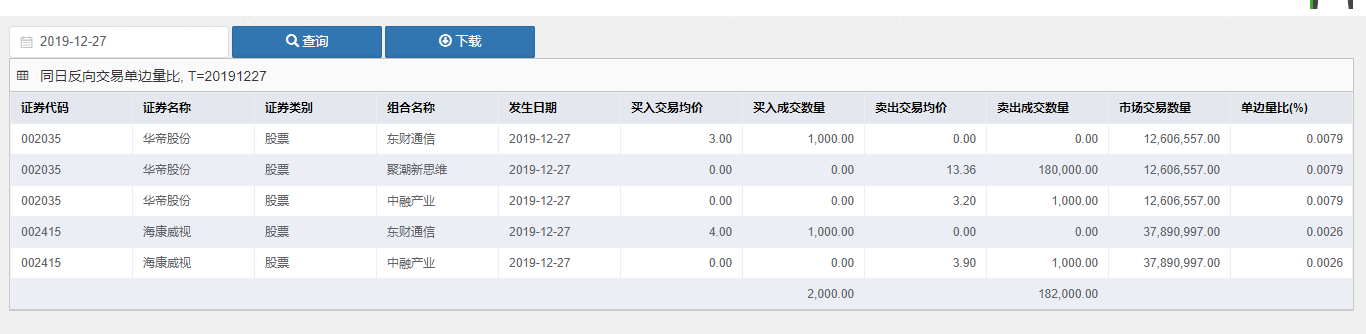 2019-12-27 查询 下载
同日反向交易单边量比, T=20191227
证券代码 证券名称 证券类别 组合名称 发生日期 买入交易均价 买入成交数量 卖出交易均价 卖出成交数量 市场交易数量 单边量比(%)
002035 华帝股份 股票 东财通信 2019-12-27 3.00 1,000.00 0.00 0.00 12,606,557.00 0.0079
002035 华帝股份 股票 聚潮新思维 2019-12-27 0.00 0.00 13.36 180,000.00 12,606,557.00 0.0079
002035 华帝股份 股票 中融产业 2019-12-27 0.00 0.00 3.20 1,000.00 12,606,557.00 0.0079
002415 海康威视 股票 东财通信 2019-12-27 4.00 1,000.00 0.00 0.00 37,890,997.00 0.0026
002415 海康威视 股票 中融产业 2019-12-27 0.00 0.00 3.90 1,000.00 37,890,997.00 0.0026
2,000.00 182,000.00